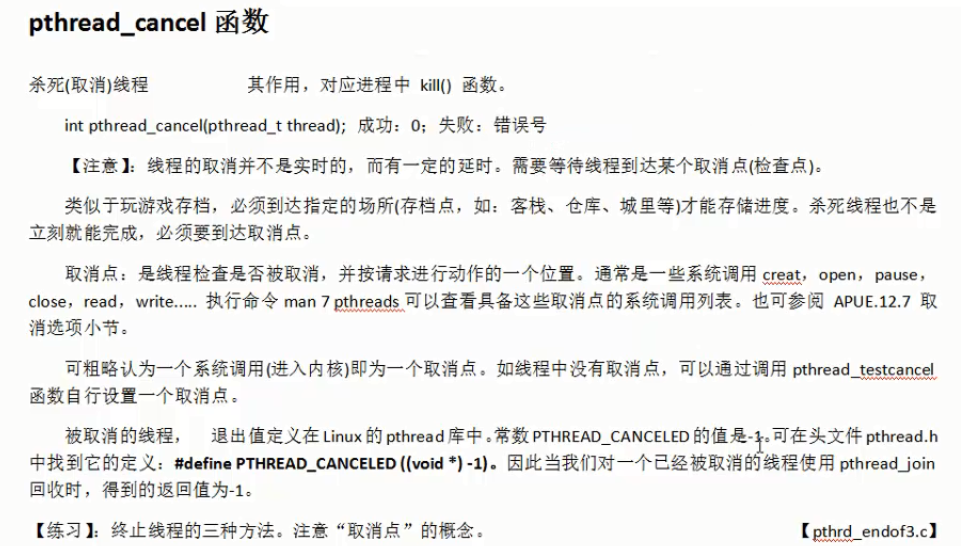 pthread_cancel 函数
杀死(取消)线程 其作用，对应进程中 kill() 函数。
int pthread_cancel(pthread_t thread); 成功：0；失败：错误号
【注意】：线程的取消并不是实时的，而有一定的延时。需要等待线程到达某个取消点(检查点)。
类似于玩游戏存档，必须到达指定的场所(存档点，如：客栈、仓库、城里等)才能存储进度。杀死线程也不是
立刻就能完成，必须要到达取消点。
取消点：是线程检查是否被取消，并按请求进行动作的一个位置。通常是一些系统调用 creat，open，pause，
close，read，write..... 执行命令 man 7 pthreads 可以查看具备这些取消点的系统调用列表。也可参阅 APUE.12.7 取
消选项小节。
可粗略认为一个系统调用(进入内核)即为一个取消点。如线程中没有取消点，可以通过调用 pthread_testcancel
函数自行设置一个取消点。
被取消的线程， 退出值定义在 Linux 的 pthread 库中。常数 PTHREAD_CANCELED 的值是-1。可在头文件 pthread.h
中找到它的定义：#define PTHREAD_CANCELED ((void *) -1)。因此当我们对一个已经被取消的线程使用 pthread_join
回收时，得到的返回值为-1。
【练习】：终止线程的三种方法。注意“取消点”的概念。 【pthrd_endof3.c】